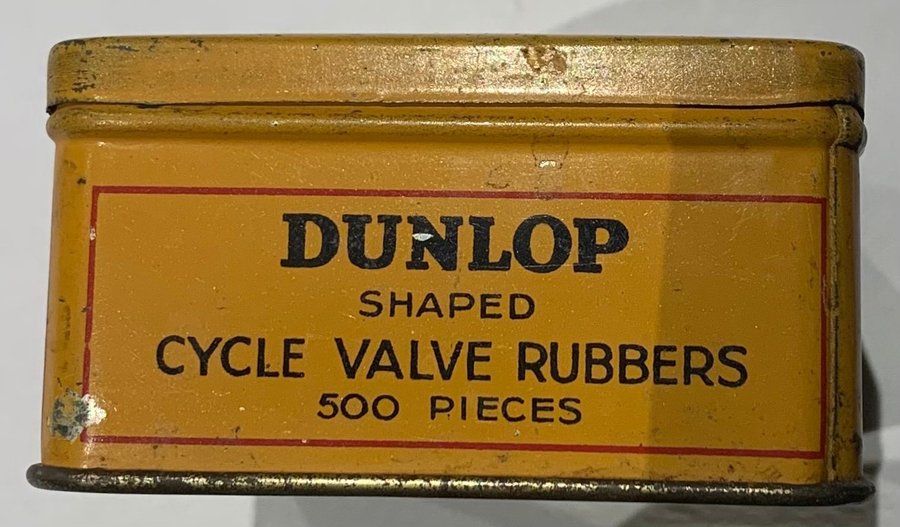 DUNLOP
SHAPED
CYCLE VALVE RUBBERS
500 PIECES